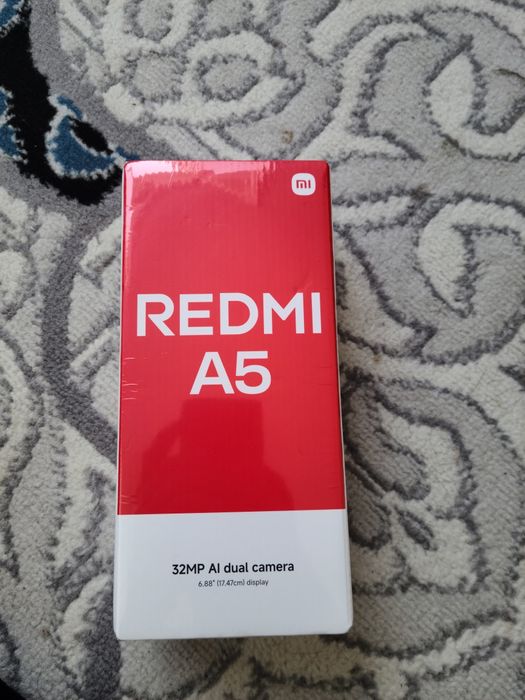 mi
REDMI
A5
32MP AI dual camera
6.88" (17.47cm) display